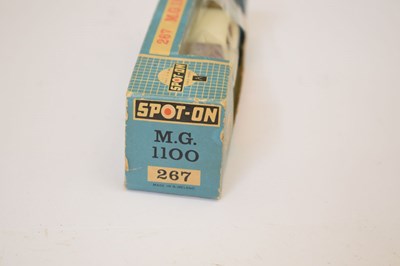 267 M.G.
SPOT-ON
SPOT-ON
M.G.
1100
267